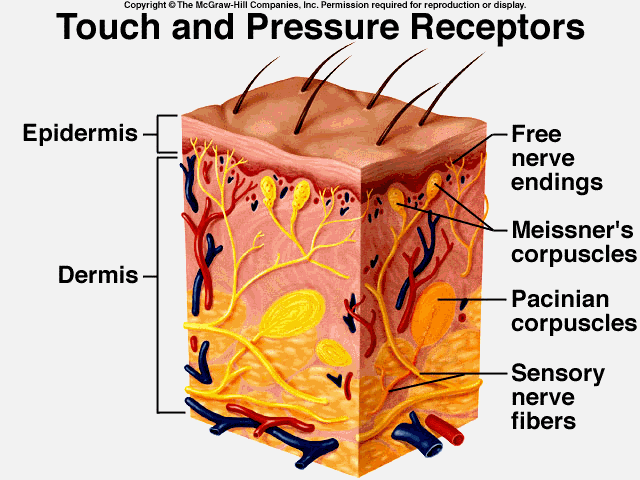 Copyright © The McGraw-Hill Companies, Inc. Permission required for reproduction or display.
Touch and Pressure Receptors
Epidermis
Dermis
Free
nerve
endings
Meissner's
corpuscles
Pacinian
corpuscles
Sensory
nerve
fibers